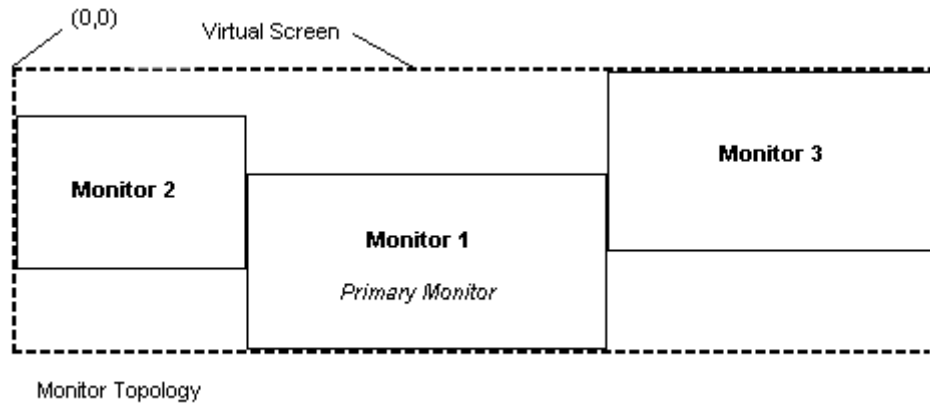 (0,0)
Virtual Screen
Monitor 2
Monitor 1
Primary Monitor
Monitor 3
Monitor Topology